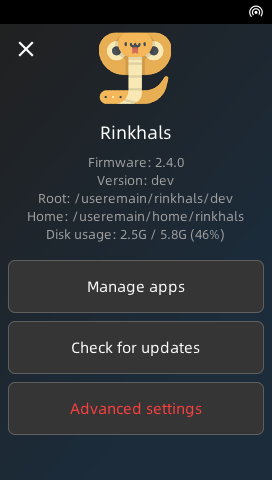 Rinkhals
Firmware: 2.4.0
Version: dev
Root: /useremain/rinkhals/dev
Home: /useremain/home/rinkhals
Disk usage: 2.5G / 5.8G (46%)
Manage apps
Check for updates
Advanced settings